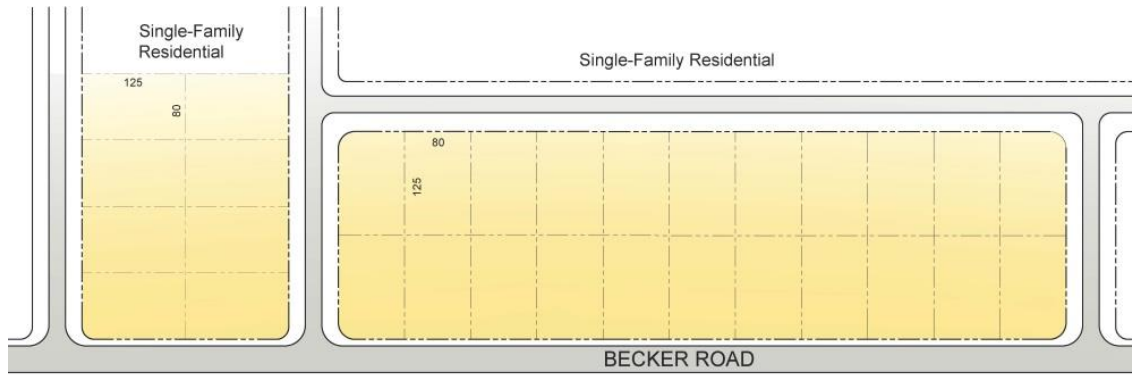 Single-Family
Residential
125
80
Single-Family Residential
80
125
BECKER ROAD